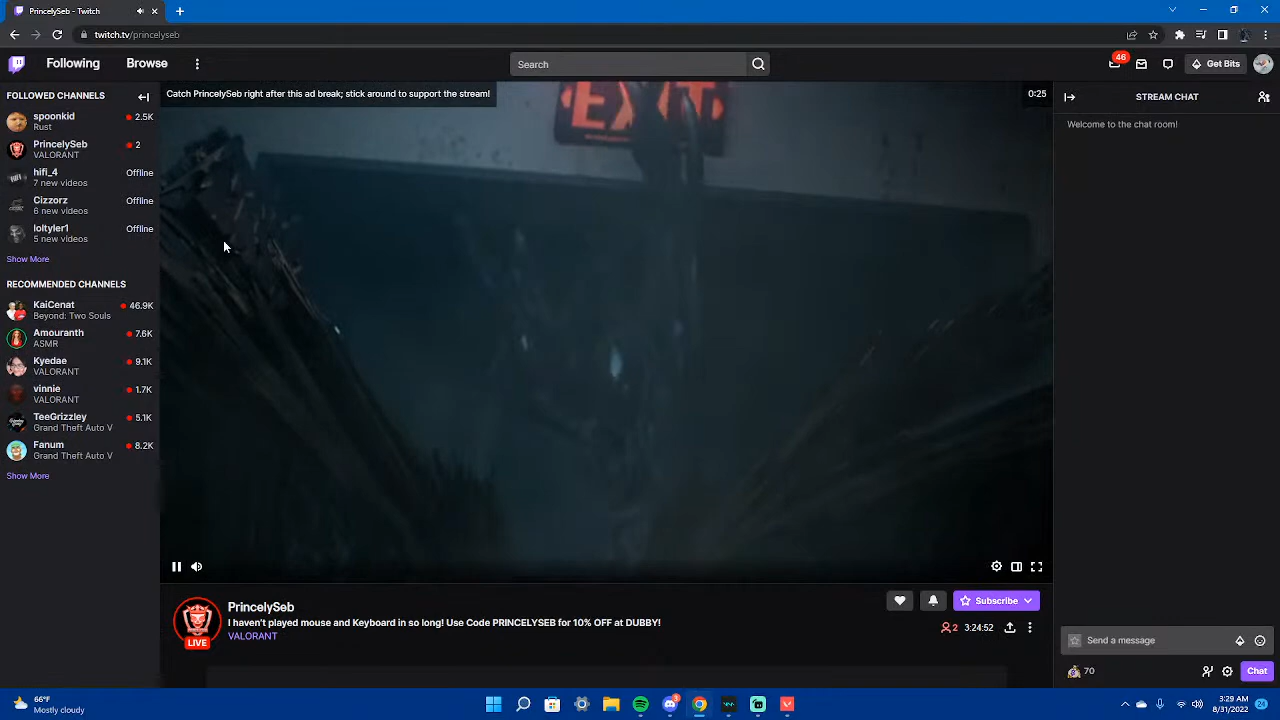 PrincelySeb - Twitch
twitch.tv/princelyseb
Following
Browse
Search
46
Get Bits
FOLLOWED CHANNELS
spoonkid
2.5K
Rust
PrincelySeb
2
VALORANT
hifi_4
Offline
7 new videos
Cizzorz
Offline
6 new videos
loltyler1
Offline
5 new videos
Show More
RECOMMENDED CHANNELS
KaiCenat
46.9K
Beyond: Two Souls
Amouranth
7.6K
ASMR
Kyedae
9.1K
VALORANT
vinnie
1.7K
VALORANT
TeeGrizzley
5.1K
Grand Theft Auto V
Fanum
8.2K
Grand Theft Auto V
Show More
Catch PrincelySeb right after this ad break; stick around to support the stream!
0:25
EXIT
LIVE
PrincelySeb
I haven't played mouse and Keyboard in so long! Use Code PRINCELYSEB for 10% OFF at DUBBY!
VALORANT
Subscribe
2
3:24:52
STREAM CHAT
Welcome to the chat room!
Send a message
70
Chat
66°F
Mostly cloudy
3
3:29 AM
8/31/2022
24